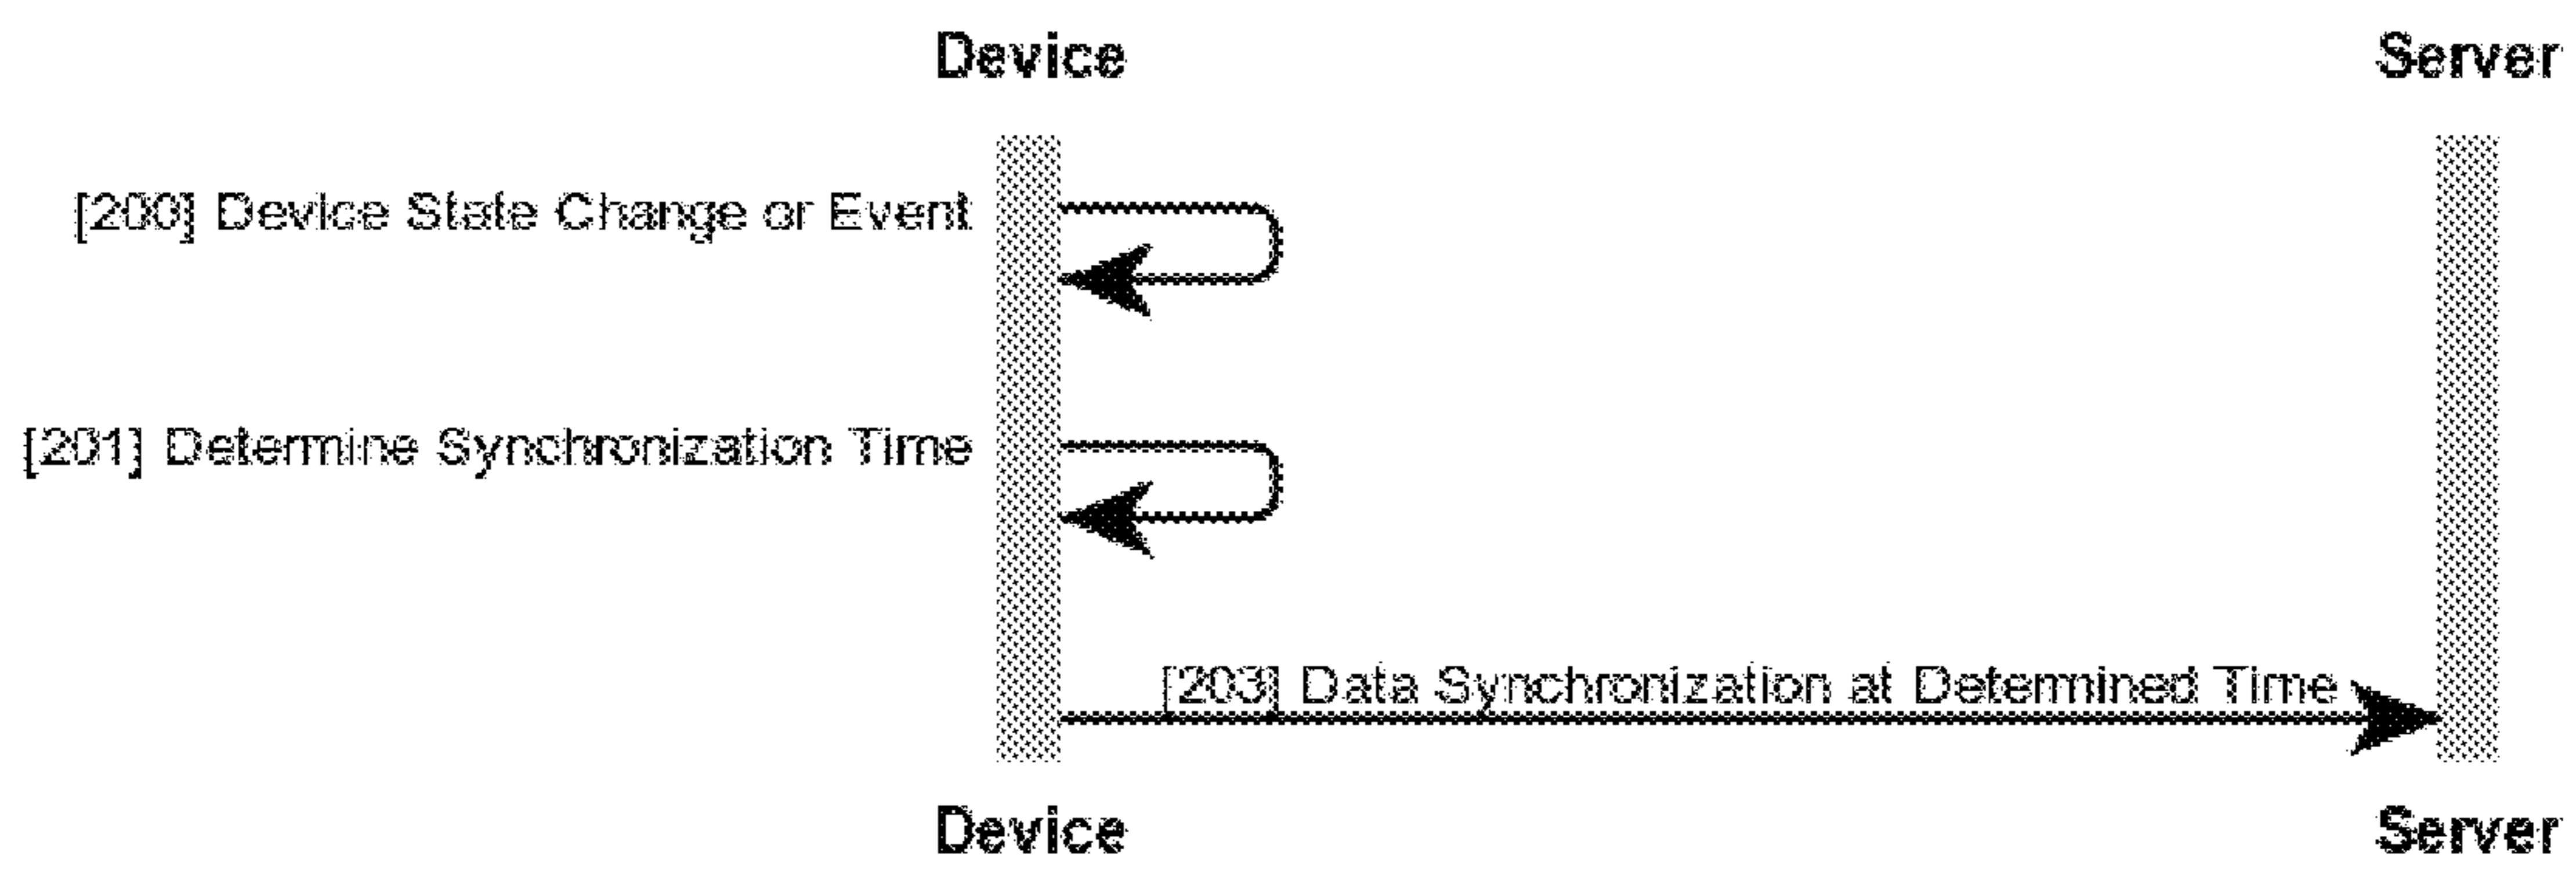 Device
Server
[200] Device State Change or Event
[201] Determine Synchronization Time
[203] Data Synchronization at Determined Time
Device
Server